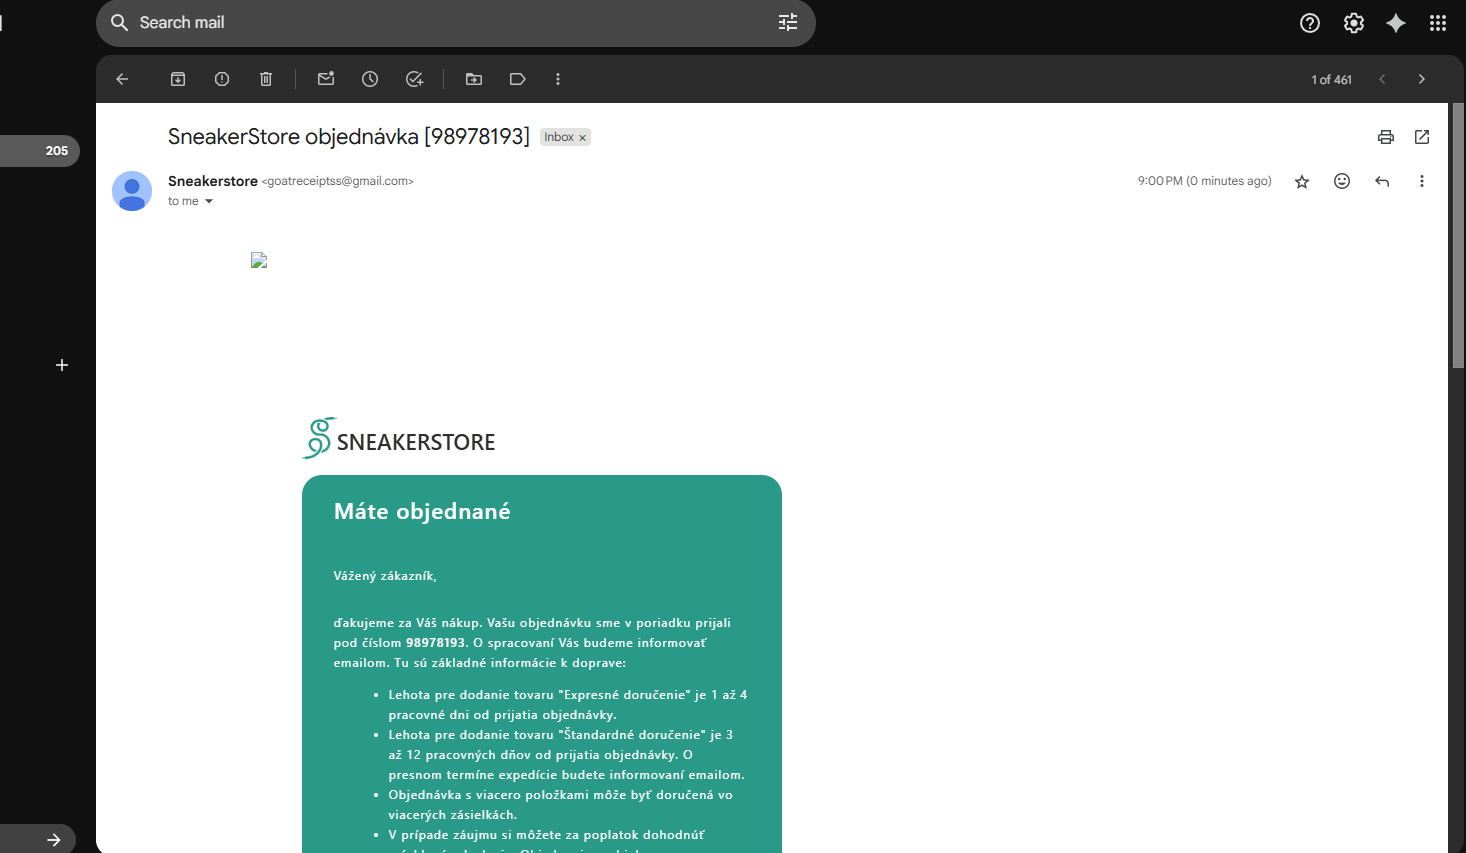 Search mail
1 of 461
205
SneakerStore objednávka [98978193] Inbox ×
Sneakerstore <goatreceiptss@gmail.com> 9:00 PM (0 minutes ago)
to me
SNEAKERSTORE
Máte objednané
Vážený zákazník,
ďakujeme za Váš nákup. Vašu objednávku sme v poriadku prijali
pod číslom 98978193. O spracovaní Vás budeme informovať
emailom. Tu sú základné informácie k doprave:
• Lehota pre dodanie tovaru "Expresné doručenie" je 1 až 4
pracovné dni od prijatia objednávky.
• Lehota pre dodanie tovaru "Štandardné doručenie" je 3
až 12 pracovných dňov od prijatia objednávky. O
presnom termíne expedície budete informovaní emailom.
• Objednávka s viacero položkami môže byť doručená vo
viacerých zásielkách.
• V prípade záujmu si môžete za poplatok dohodnúť